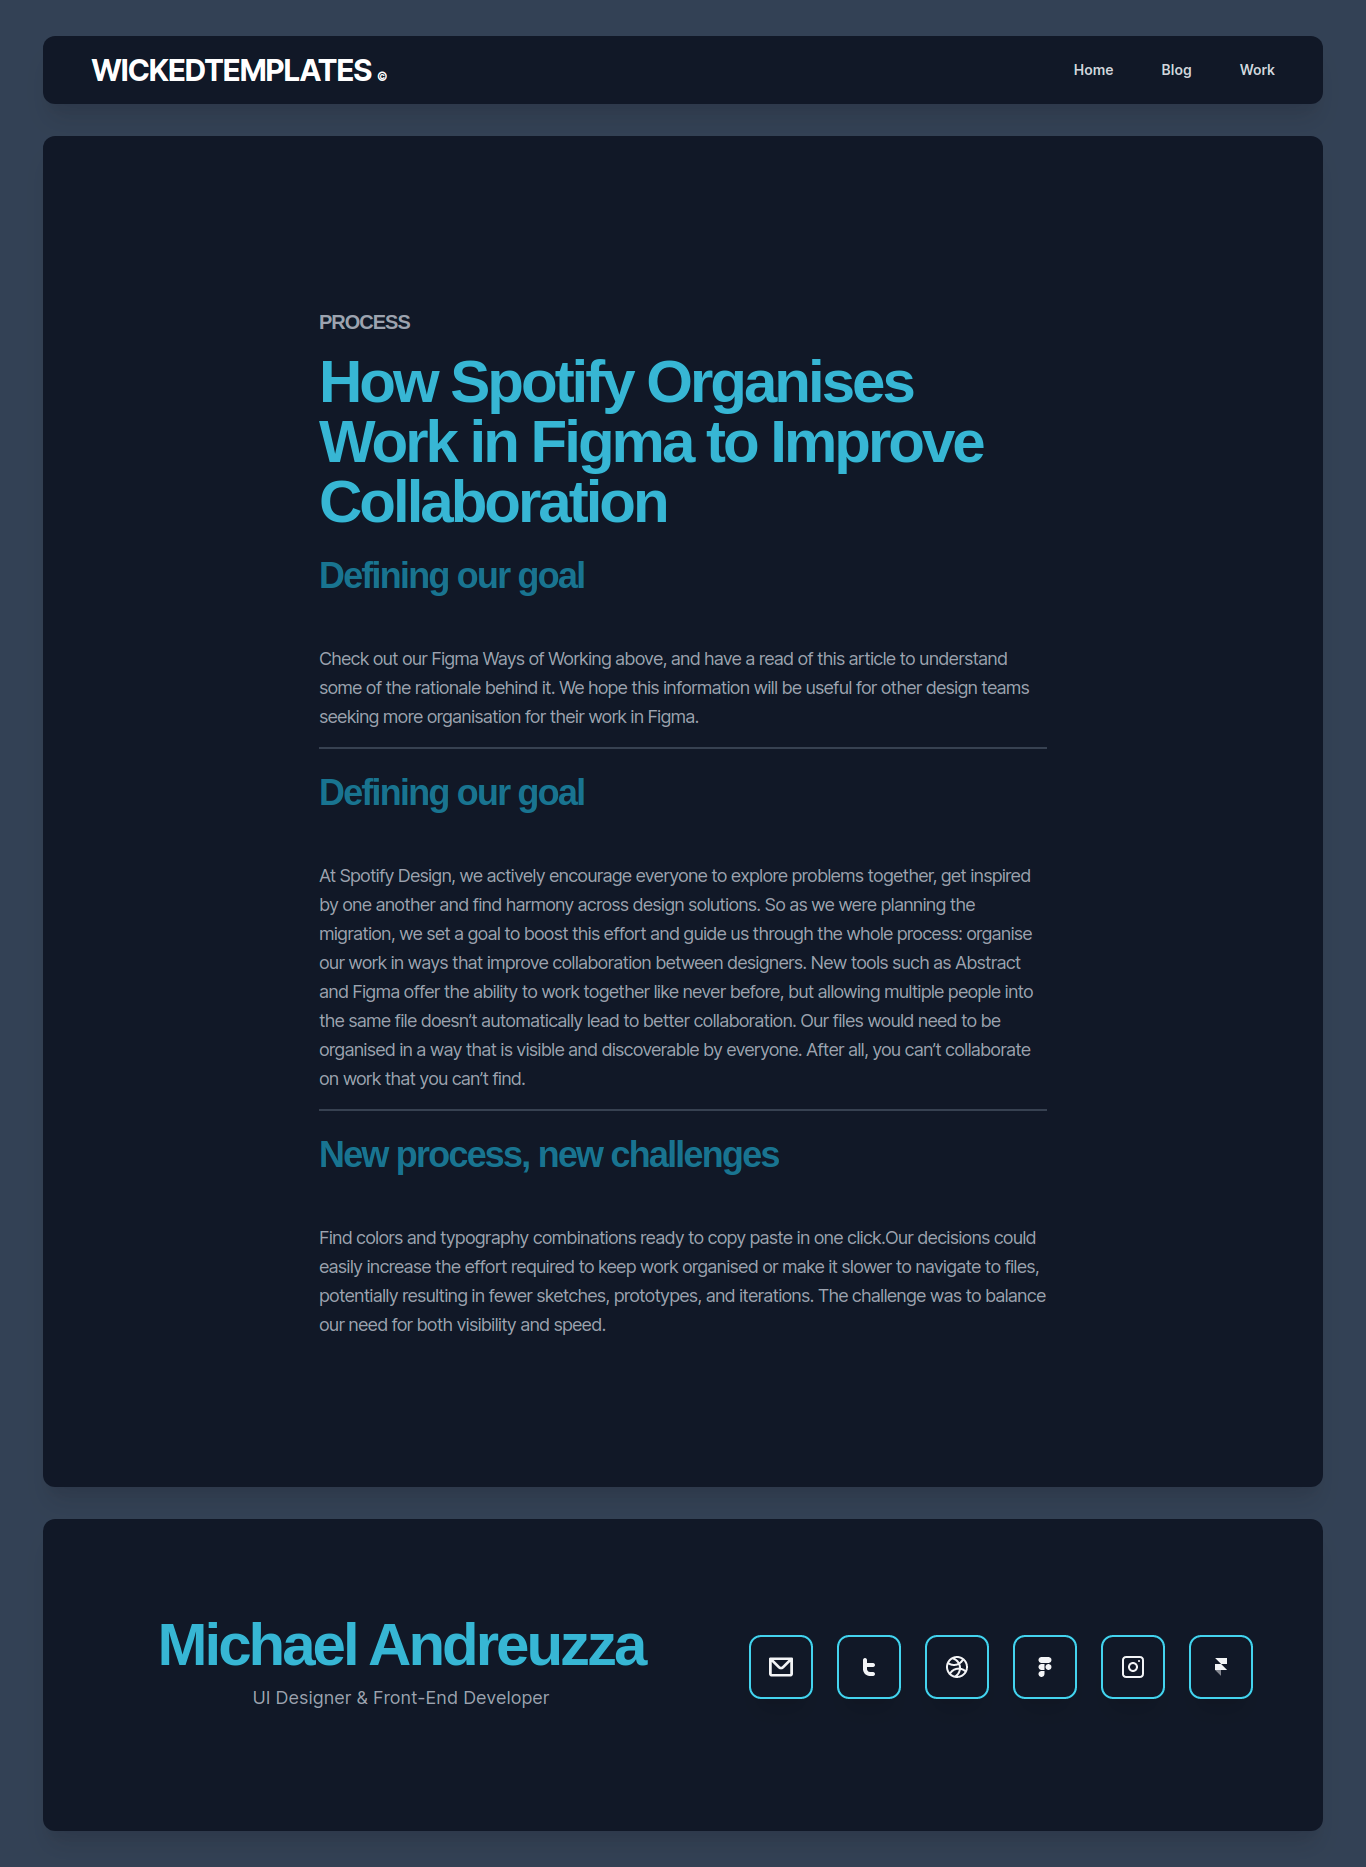 WICKEDTEMPLATES ©
Home
Blog
Work
PROCESS
How Spotify Organises
Work in Figma to Improve
Collaboration
Defining our goal
Check out our Figma Ways of Working above, and have a read of this article to understand
some of the rationale behind it. We hope this information will be useful for other design teams
seeking more organisation for their work in Figma.
Defining our goal
At Spotify Design, we actively encourage everyone to explore problems together, get inspired
by one another and find harmony across design solutions. So as we were planning the
migration, we set a goal to boost this effort and guide us through the whole process: organise
our work in ways that improve collaboration between designers. New tools such as Abstract
and Figma offer the ability to work together like never before, but allowing multiple people into
the same file doesn’t automatically lead to better collaboration. Our files would need to be
organised in a way that is visible and discoverable by everyone. After all, you can’t collaborate
on work that you can’t find.
New process, new challenges
Find colors and typography combinations ready to copy paste in one click.Our decisions could
easily increase the effort required to keep work organised or make it slower to navigate to files,
potentially resulting in fewer sketches, prototypes, and iterations. The challenge was to balance
our need for both visibility and speed.
Michael Andreuzza
UI Designer & Front-End Developer